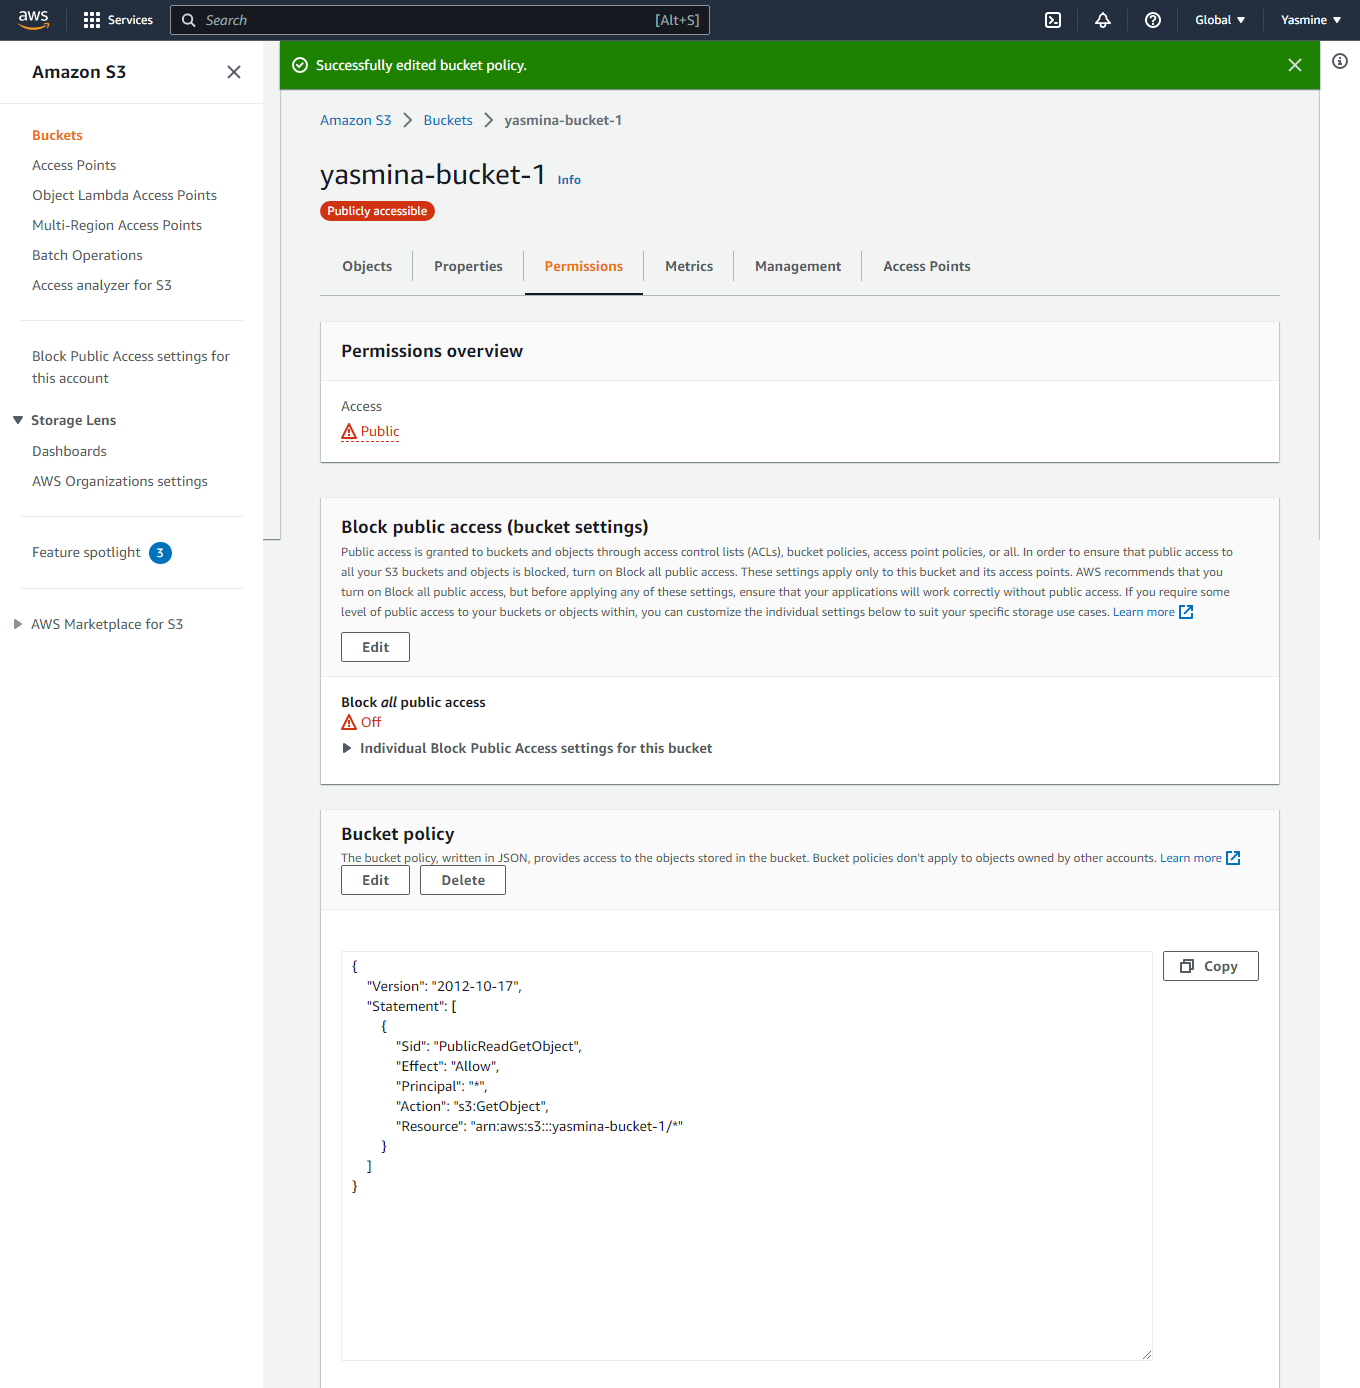 aws
Services
Search
[Alt+S]
Global
Yasmine
Amazon S3
Buckets
Access Points
Object Lambda Access Points
Multi-Region Access Points
Batch Operations
Access analyzer for S3
Block Public Access settings for
this account
Storage Lens
Dashboards
AWS Organizations settings
Feature spotlight 3
AWS Marketplace for S3
Successfully edited bucket policy.
Amazon S3 > Buckets > yasmina-bucket-1
yasmina-bucket-1 Info
Publicly accessible
Objects
Properties
Permissions
Metrics
Management
Access Points
Permissions overview
Access
Public
Block public access (bucket settings)
Public access is granted to buckets and objects through access control lists (ACLs), bucket policies, access point policies, or all. In order to ensure that public access to
all your S3 buckets and objects is blocked, turn on Block all public access. These settings apply only to this bucket and its access points. AWS recommends that you
turn on Block all public access, but before applying any of these settings, ensure that your applications will work correctly without public access. If you require some
level of public access to your buckets or objects within, you can customize the individual settings below to suit your specific storage use cases. Learn more
Edit
Block all public access
Off
Individual Block Public Access settings for this bucket
Bucket policy
The bucket policy, written in JSON, provides access to the objects stored in the bucket. Bucket policies don't apply to objects owned by other accounts. Learn more
Edit
Delete
Copy
{
"Version": "2012-10-17",
"Statement": [
{
"Sid": "PublicReadGetObject",
"Effect": "Allow",
"Principal": "*",
"Action": "s3:GetObject",
"Resource": "arn:aws:s3:::yasmina-bucket-1/*"
}
]
}